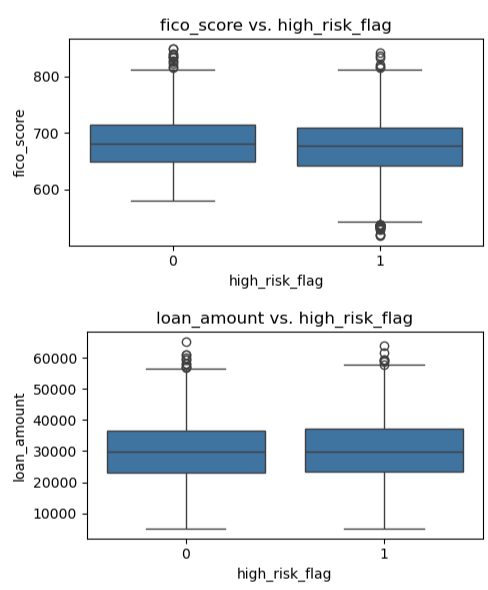 fico_score vs. high_risk_flag
fico_score
800
700
600
0
1
high_risk_flag
loan_amount vs. high_risk_flag
loan_amount
60000
50000
40000
30000
20000
10000
0
1
high_risk_flag